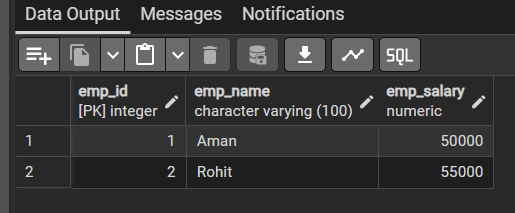 Data Output Messages Notifications
SQL
emp_id emp_name emp_salary
[PK] integer character varying (100) numeric
1 1 Aman 50000
2 2 Rohit 55000